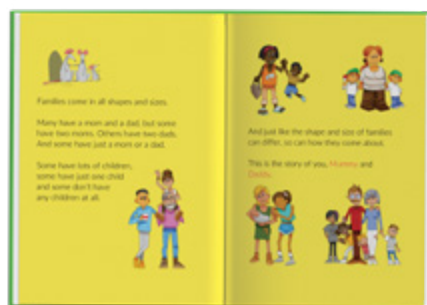 Families come in all shapes and sizes.
Many have a mom and a dad, but some
have two moms. Others have two dads.
And some have just a mom or a dad.
Some have lots of children,
some have just one child
and some don't have
any children at all.
And just like the shape and size of families
can differ, so can how they come about.
This is the story of you, Mummy and
Daddy.